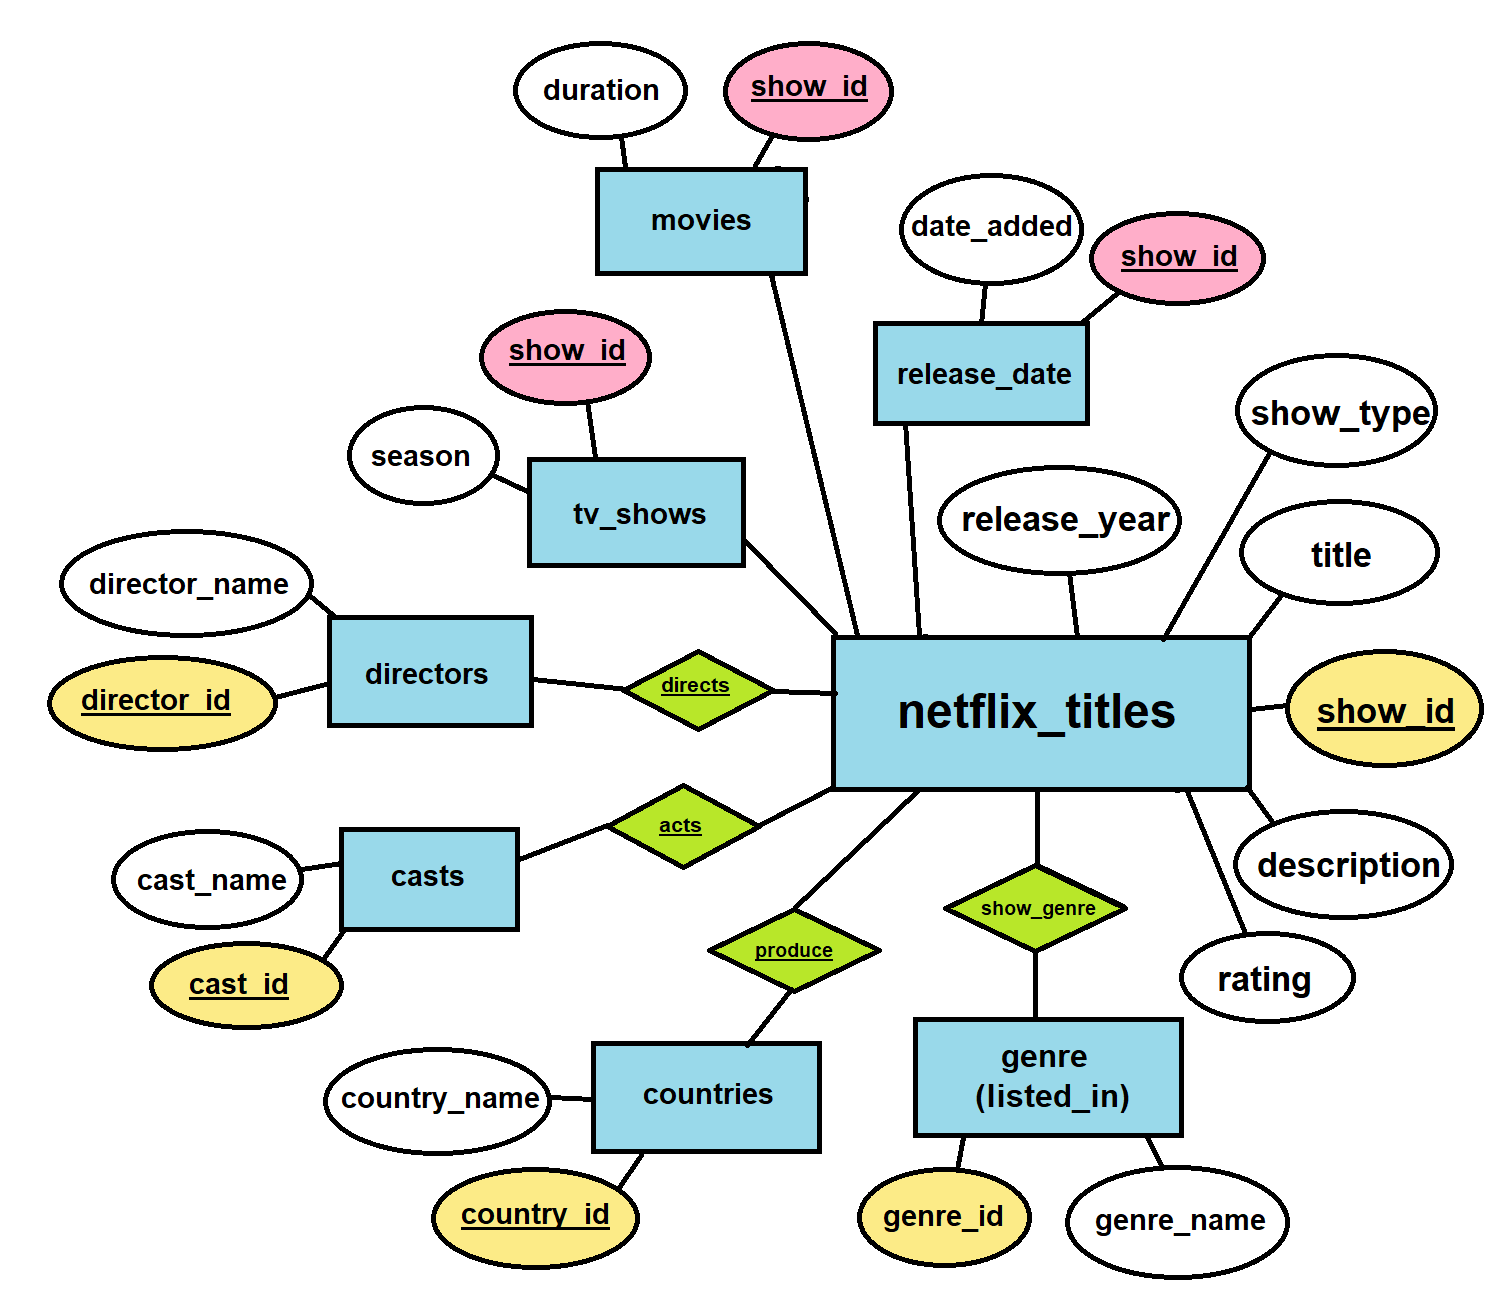 duration
show_id
movies
date_added
show_id
release_date
show_id
season
tv_shows
show_type
release_year
title
director_name
directors
director_id
directs
netflix_titles
show_id
acts
casts
cast_name
cast_id
description
show_genre
produce
rating
genre
(listed_in)
countries
country_name
country_id
genre_id
genre_name